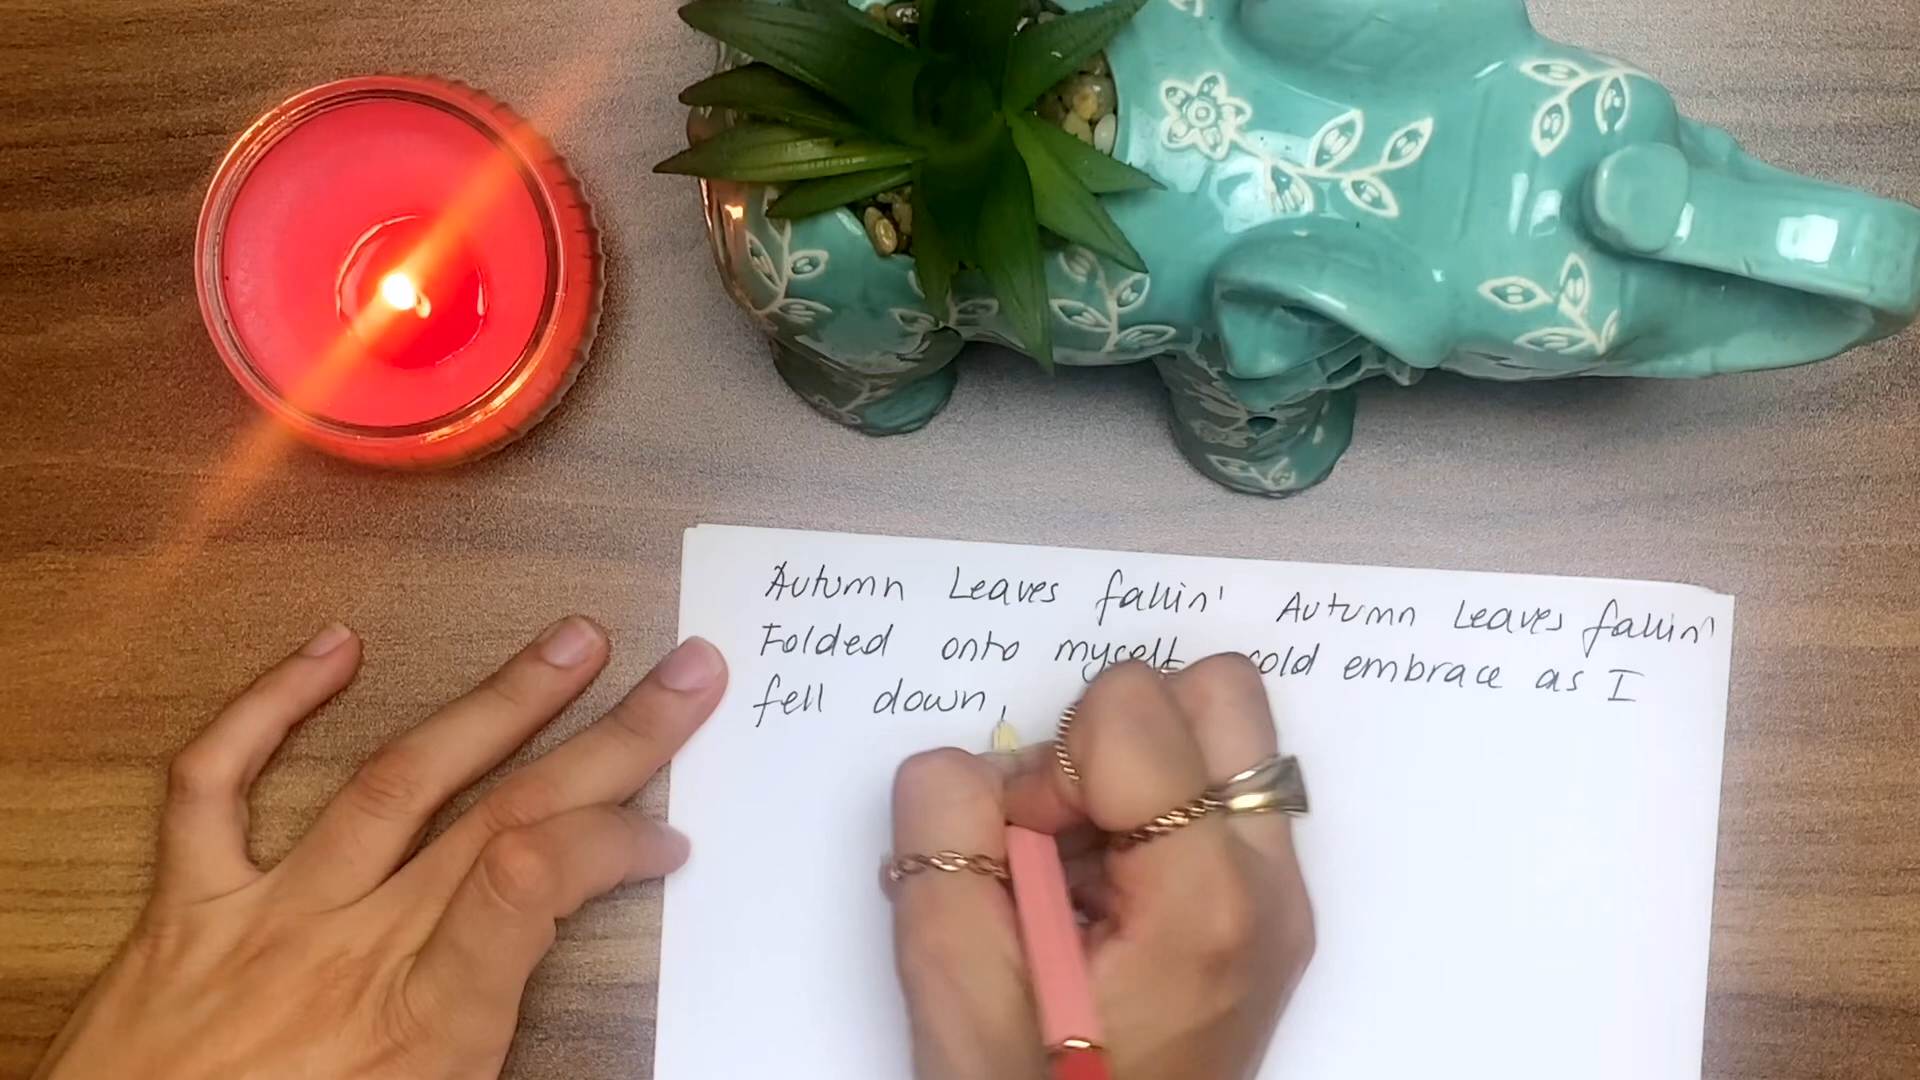 Autumn Leaves fallin' Autumn Leaves fallin'
Folded onto myself cold embrace as I
fell down,